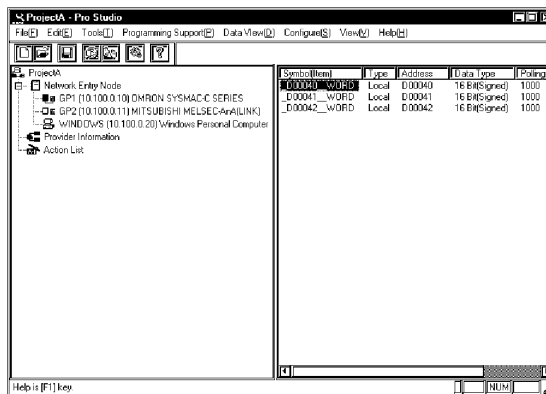 ProjectA - Pro Studio
File[F] Edit[E] Tools[T] Programming Support[P] Data View[D] Configure[S] View[V] Help[H]
ProjectA
Network Entry Node
GP1 (10.100.0.10) OMRON SYSMAC-C SERIES
GP2 (10.100.0.11) MITSUBISHI MELSEC-AnA(LINK)
WINDOWS (10.100.0.20) Windows Personal Computer
Provider Information
Action List
Symbol[Item] Type Address Data Type Polling
_D00040__WORD Local D00040 16 Bit(Signed) 1000
_D00041__WORD Local D00041 16 Bit(Signed) 1000
_D00042__WORD Local D00042 16 Bit(Signed) 1000
Help is [F1] key. NUM